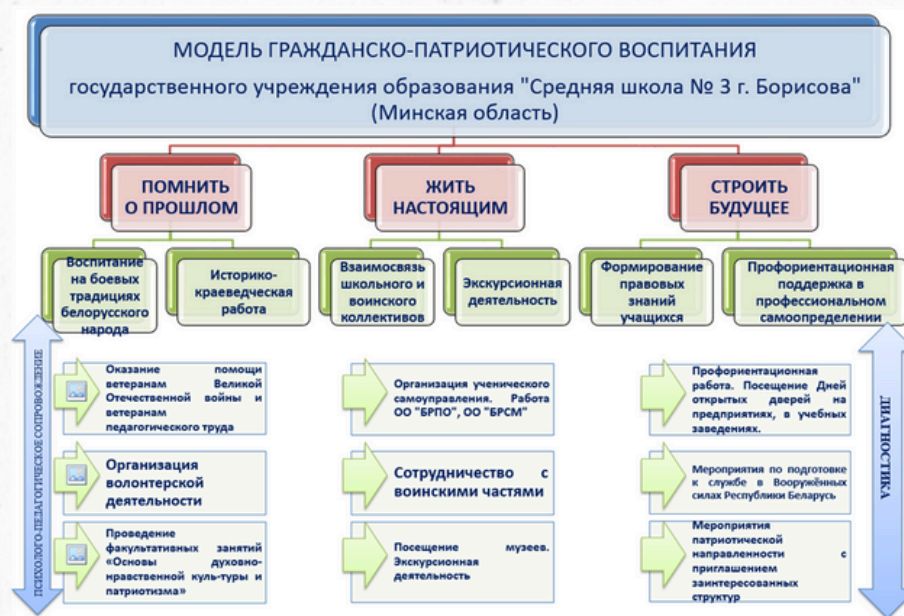 МОДЕЛЬ ГРАЖДАНСКО-ПАТРИОТИЧЕСКОГО ВОСПИТАНИЯ
государственного учреждения образования "Средняя школа № 3 г. Борисова"
(Минская область)
ПОМНИТЬ
О ПРОШЛОМ
ЖИТЬ
НАСТОЯЩИМ
СТРОИТЬ
БУДУЩЕЕ
Воспитание
на боевых
традициях
белорусского
народа
Историко-
краеведческая
работа
Взаимосвязь
школьного и
воинского
коллективов
Экскурсионная
деятельность
Формирование
правовых
знаний
учащихся
Профориентационная
поддержка в
профессиональном
самоопределении
ПСИХОЛОГО-ПЕДАГОГИЧЕСКОЕ СОПРОВОЖДЕНИЕ
Оказание помощи
ветеранам Великой
Отечественной войны и
ветеранам
педагогического труда
Организация
волонтерской
деятельности
Проведение
факультативных занятий
«Основы духовно-
нравственной куль-туры и
патриотизма»
Организация ученического
самоуправления. Работа
ОО "БРПО", ОО "БРСМ"
Сотрудничество с
воинскими частями
Посещение музеев.
Экскурсионная
деятельность
Профориентационная
работа. Посещение Дней
открытых дверей на
предприятиях, в учебных
заведениях.
Мероприятия по подготовке
к службе в Вооружённых
силах Республики Беларусь
Мероприятия
патриотической
направленности с
приглашением
заинтересованных
структур
ДИАГНОСТИКА